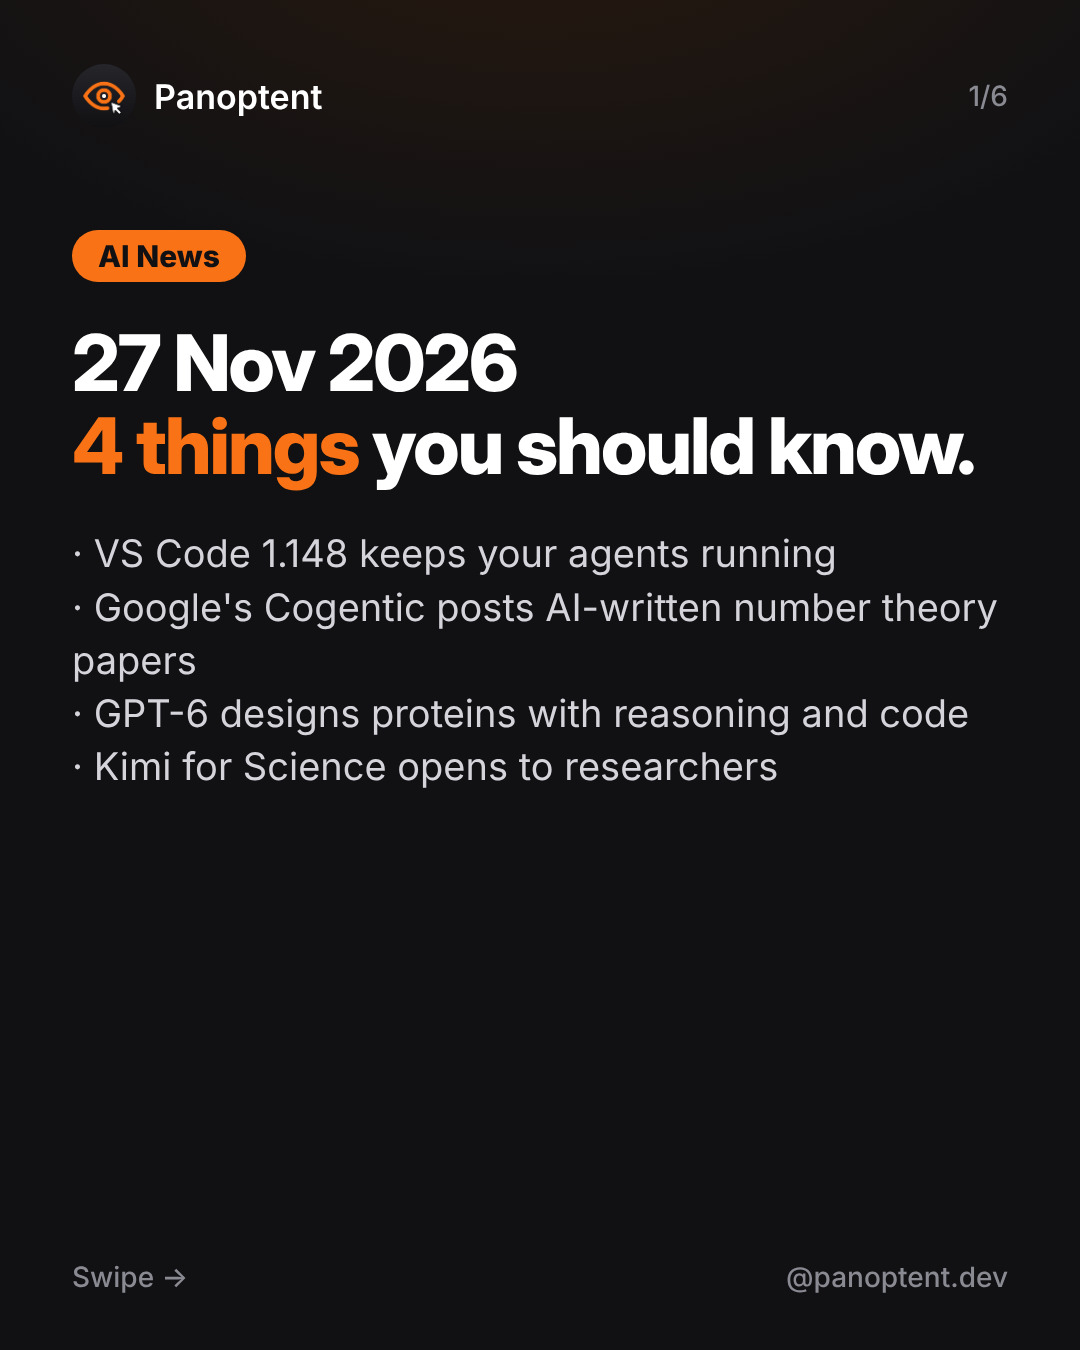 Panoptent
1/6
AI News
27 Nov 2026
4 things you should know.
· VS Code 1.148 keeps your agents running
· Google's Cogentic posts AI-written number theory
papers
· GPT-6 designs proteins with reasoning and code
· Kimi for Science opens to researchers
Swipe →
@panoptent.dev